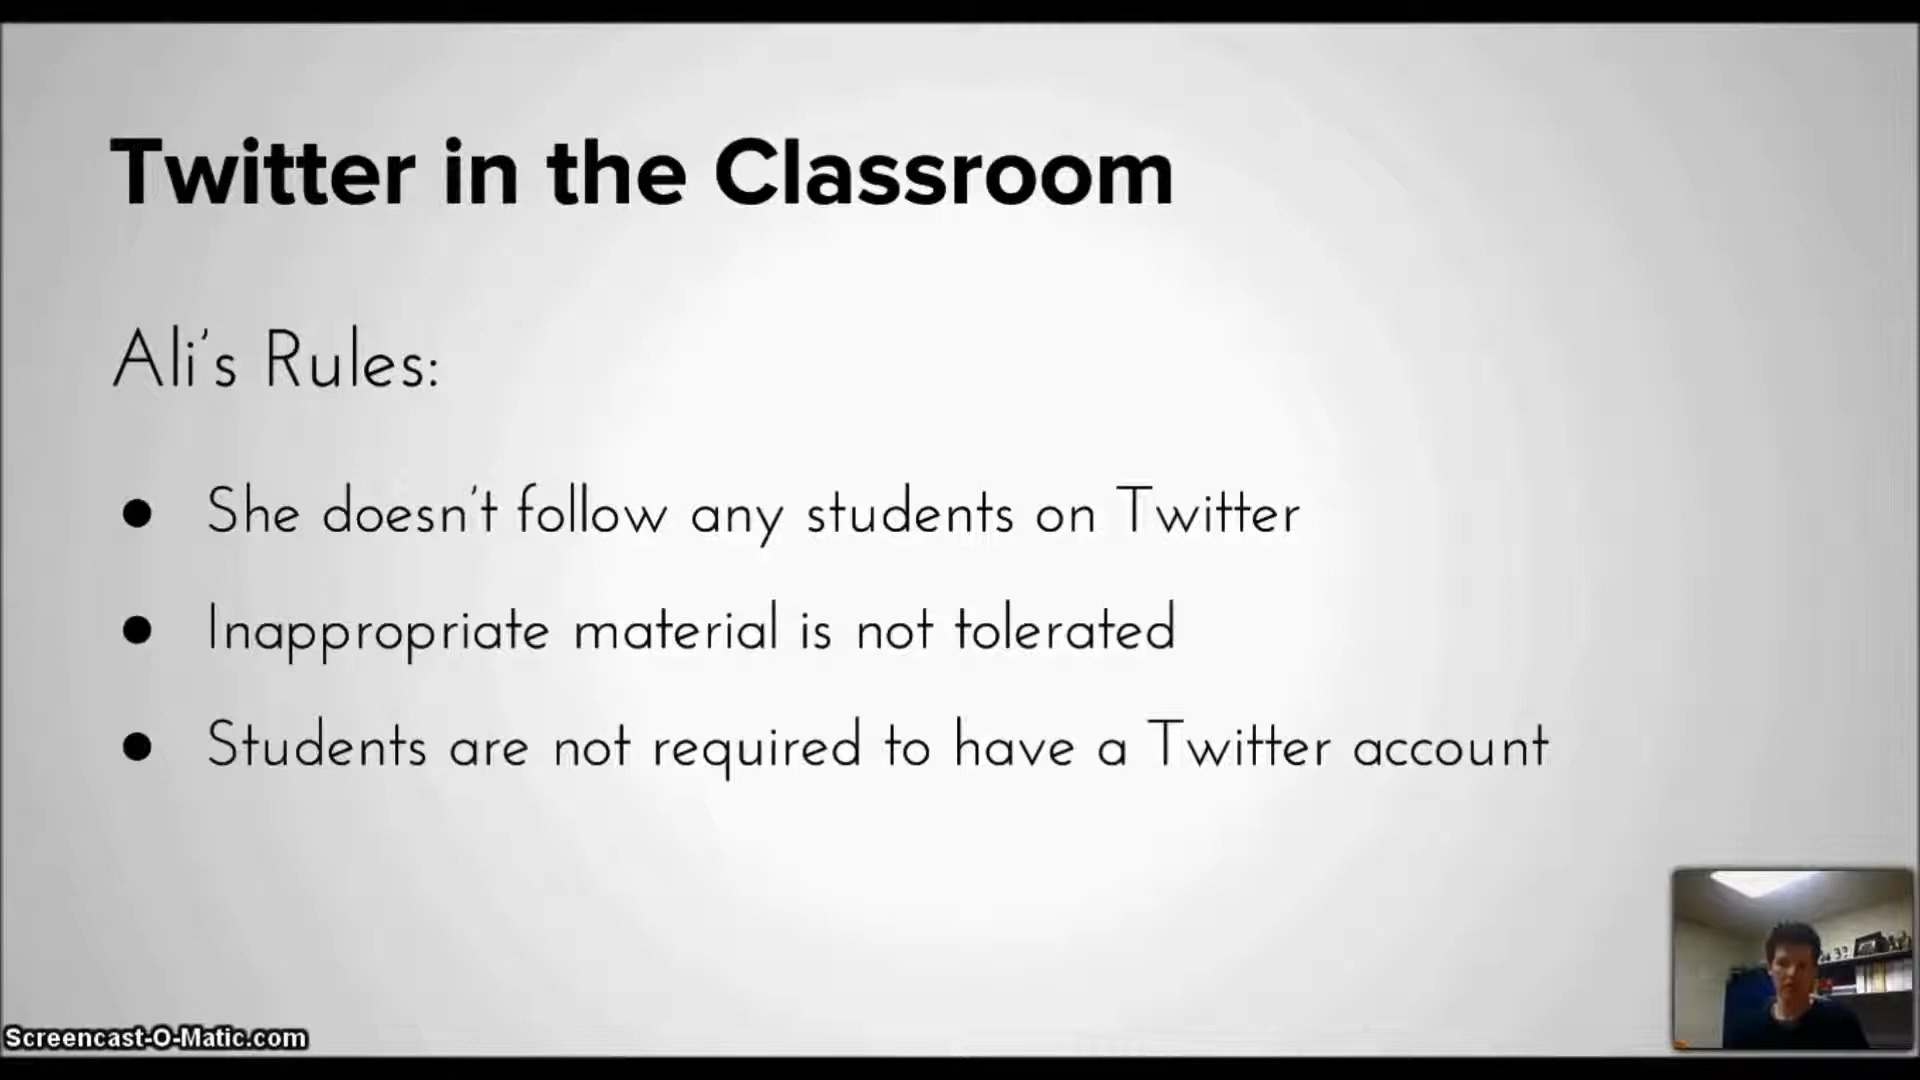 Twitter in the Classroom
Ali's Rules:
● She doesn't follow any students on Twitter
● Inappropriate material is not tolerated
● Students are not required to have a Twitter account
Screencast-O-Matic.com